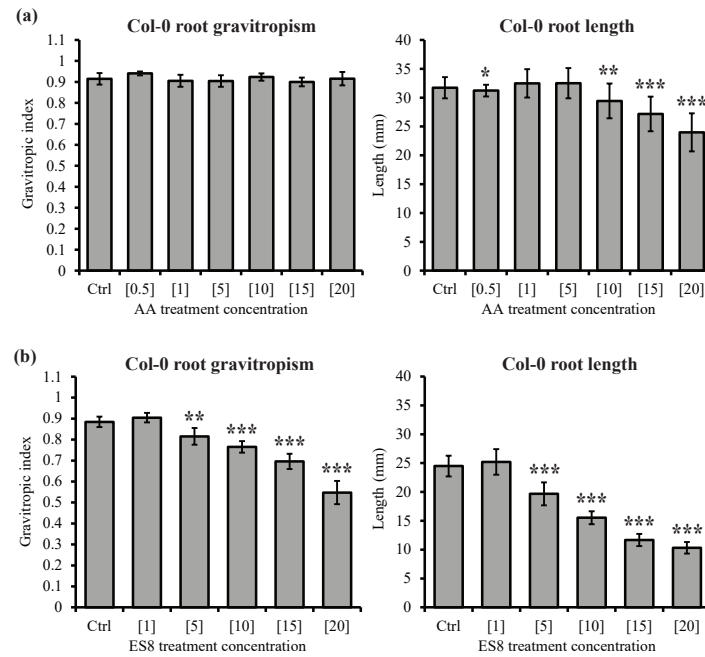 (a)
Col-0 root gravitropism
Gravitropic index
1.1
1
0.9
0.8
0.7
0.6
0.5
0.4
0.3
0.2
0.1
0
Ctrl [0.5] [1] [5] [10] [15] [20]
AA treatment concentration
Col-0 root length
Length (mm)
40
35
30
25
20
15
10
5
0
* ** *** ***
Ctrl [0.5] [1] [5] [10] [15] [20]
AA treatment concentration
(b)
Col-0 root gravitropism
Gravitropic index
1.1
1
0.9
0.8
0.7
0.6
0.5
0.4
0.3
0.2
0.1
0
** *** *** ***
Ctrl [1] [5] [10] [15] [20]
ES8 treatment concentration
Col-0 root length
Length (mm)
40
35
30
25
20
15
10
5
0
*** *** *** ***
Ctrl [1] [5] [10] [15] [20]
ES8 treatment concentration